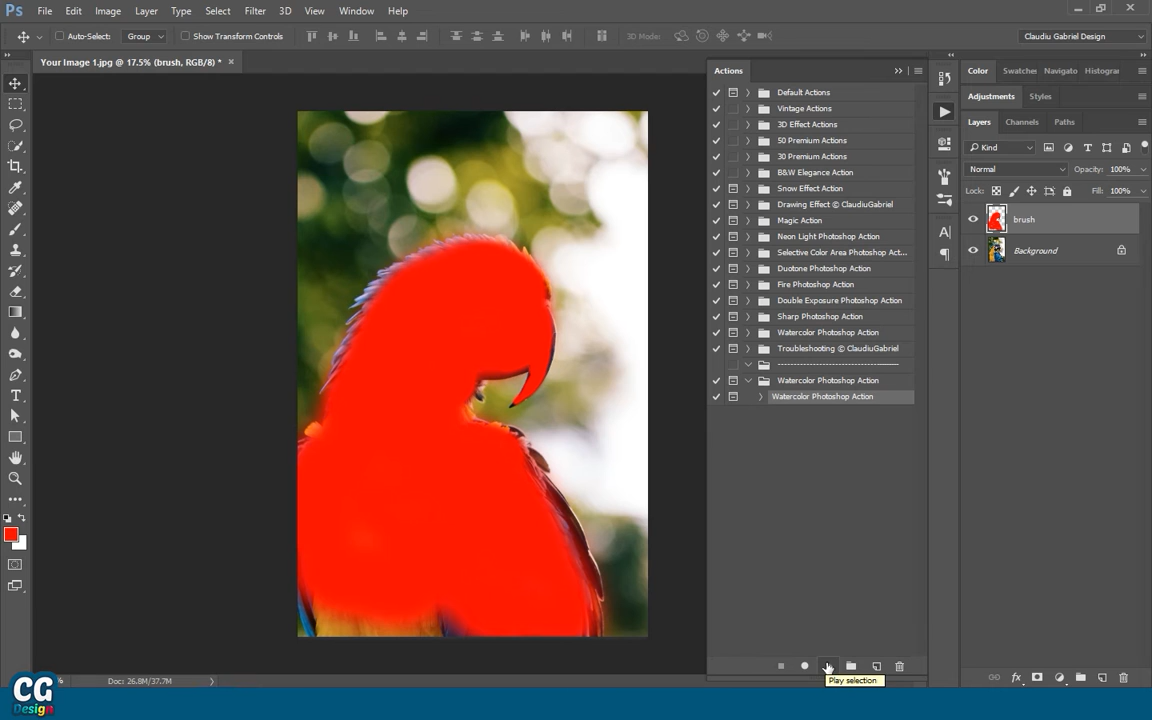 Ps File Edit Image Layer Type Select Filter 3D View Window Help
Auto-Select: Group Show Transform Controls 3D Mode: Claudiu Gabriel Design
Your Image 1.jpg @ 17.5% (brush, RGB/8) *
Actions
Default Actions
Vintage Actions
3D Effect Actions
50 Premium Actions
30 Premium Actions
B&W Elegance Action
Snow Effect Action
Drawing Effect © ClaudiuGabriel
Magic Action
Neon Light Photoshop Action
Selective Color Area Photoshop Act...
Duotone Photoshop Action
Fire Photoshop Action
Double Exposure Photoshop Action
Sharp Photoshop Action
Watercolor Photoshop Action
Troubleshooting © ClaudiuGabriel
Watercolor Photoshop Action
Watercolor Photoshop Action
Play selection
Color Swatches Navigato Histogran
Adjustments Styles
Layers Channels Paths
Kind
Normal Opacity: 100%
Lock: Fill: 100%
brush
Background
Doc: 26.8M/37.7M
CG
Design